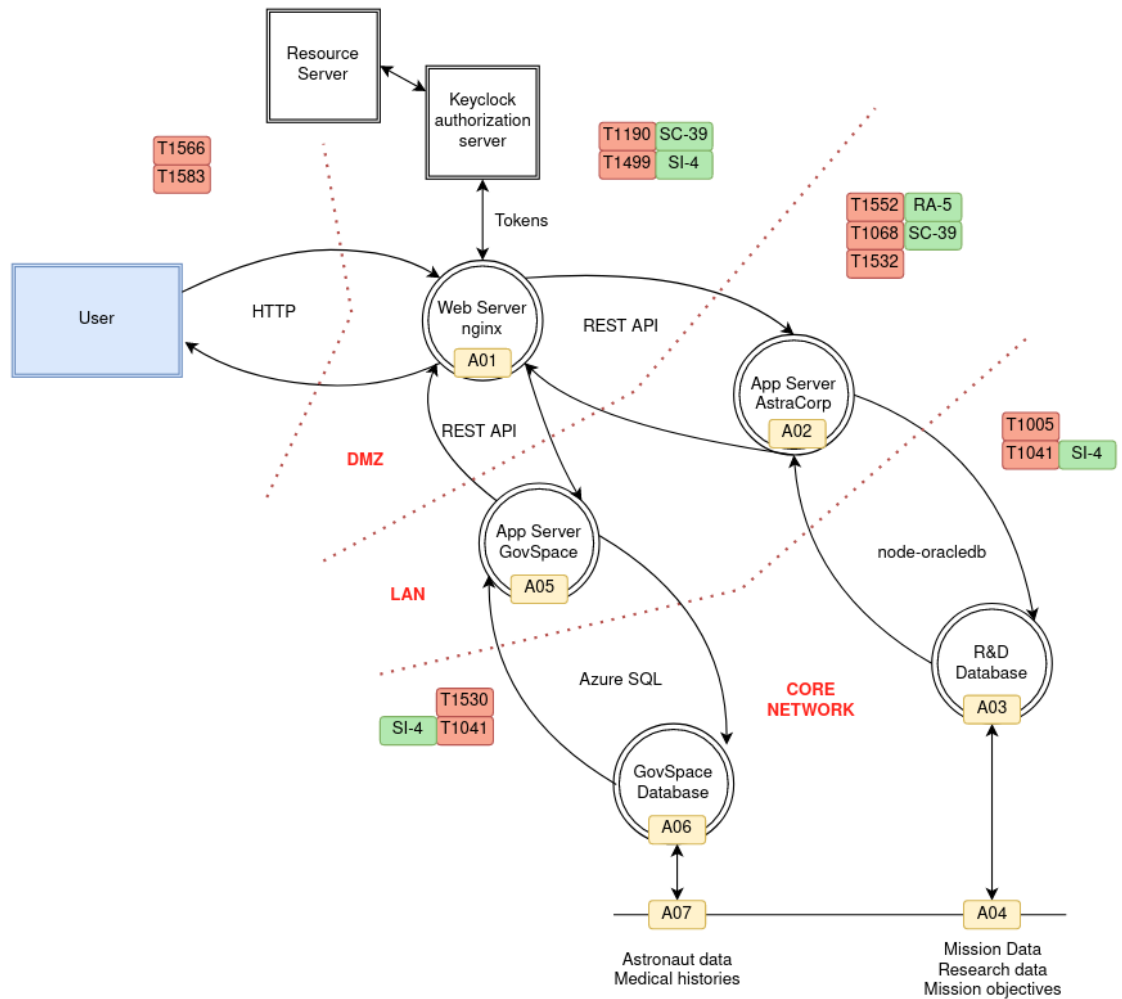 Resource
Server
Keyclock
authorization
server
T1566
T1583
T1190 SC-39
T1499 SI-4
T1552 RA-5
T1068 SC-39
T1532
Tokens
User
HTTP
Web Server
nginx
A01
REST API
App Server
AstraCorp
A02
REST API
DMZ
T1005
T1041 SI-4
App Server
GovSpace
A05
node-oracledb
LAN
R&D
Database
A03
Azure SQL
CORE
NETWORK
T1530
SI-4 T1041
GovSpace
Database
A06
A07
A04
Astronaut data
Medical histories
Mission Data
Research data
Mission objectives